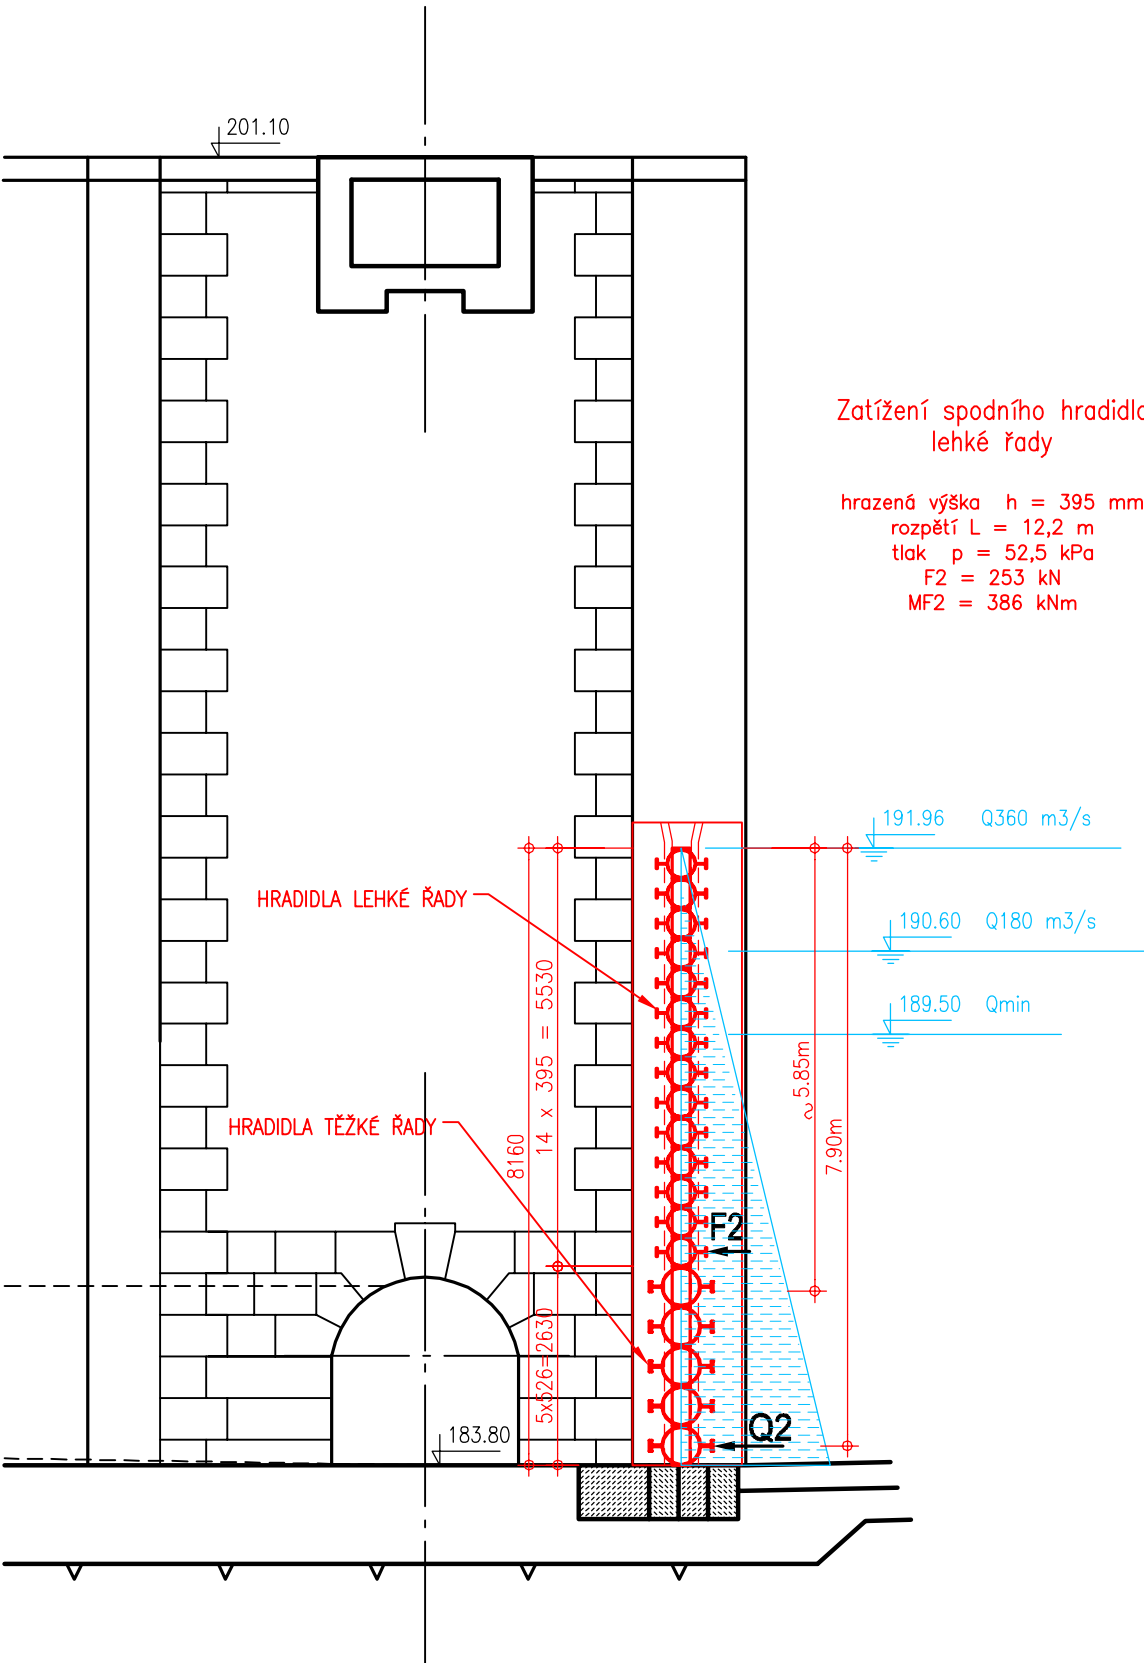 201.10
Zatížení spodního hradidla
lehké řady
hrazená výška h = 395 mm
rozpětí L = 12,2 m
tlak p = 52,5 kPa
F2 = 253 kN
MF2 = 386 kNm
191.96 Q360 m3/s
HRADIDLA LEHKÉ ŘADY
190.60 Q180 m3/s
189.50 Qmin
14 x 395 = 5530
~5.85m
HRADIDLA TĚŽKÉ ŘADY
8160
7.90m
F2
5x526=2630
Q2
183.80